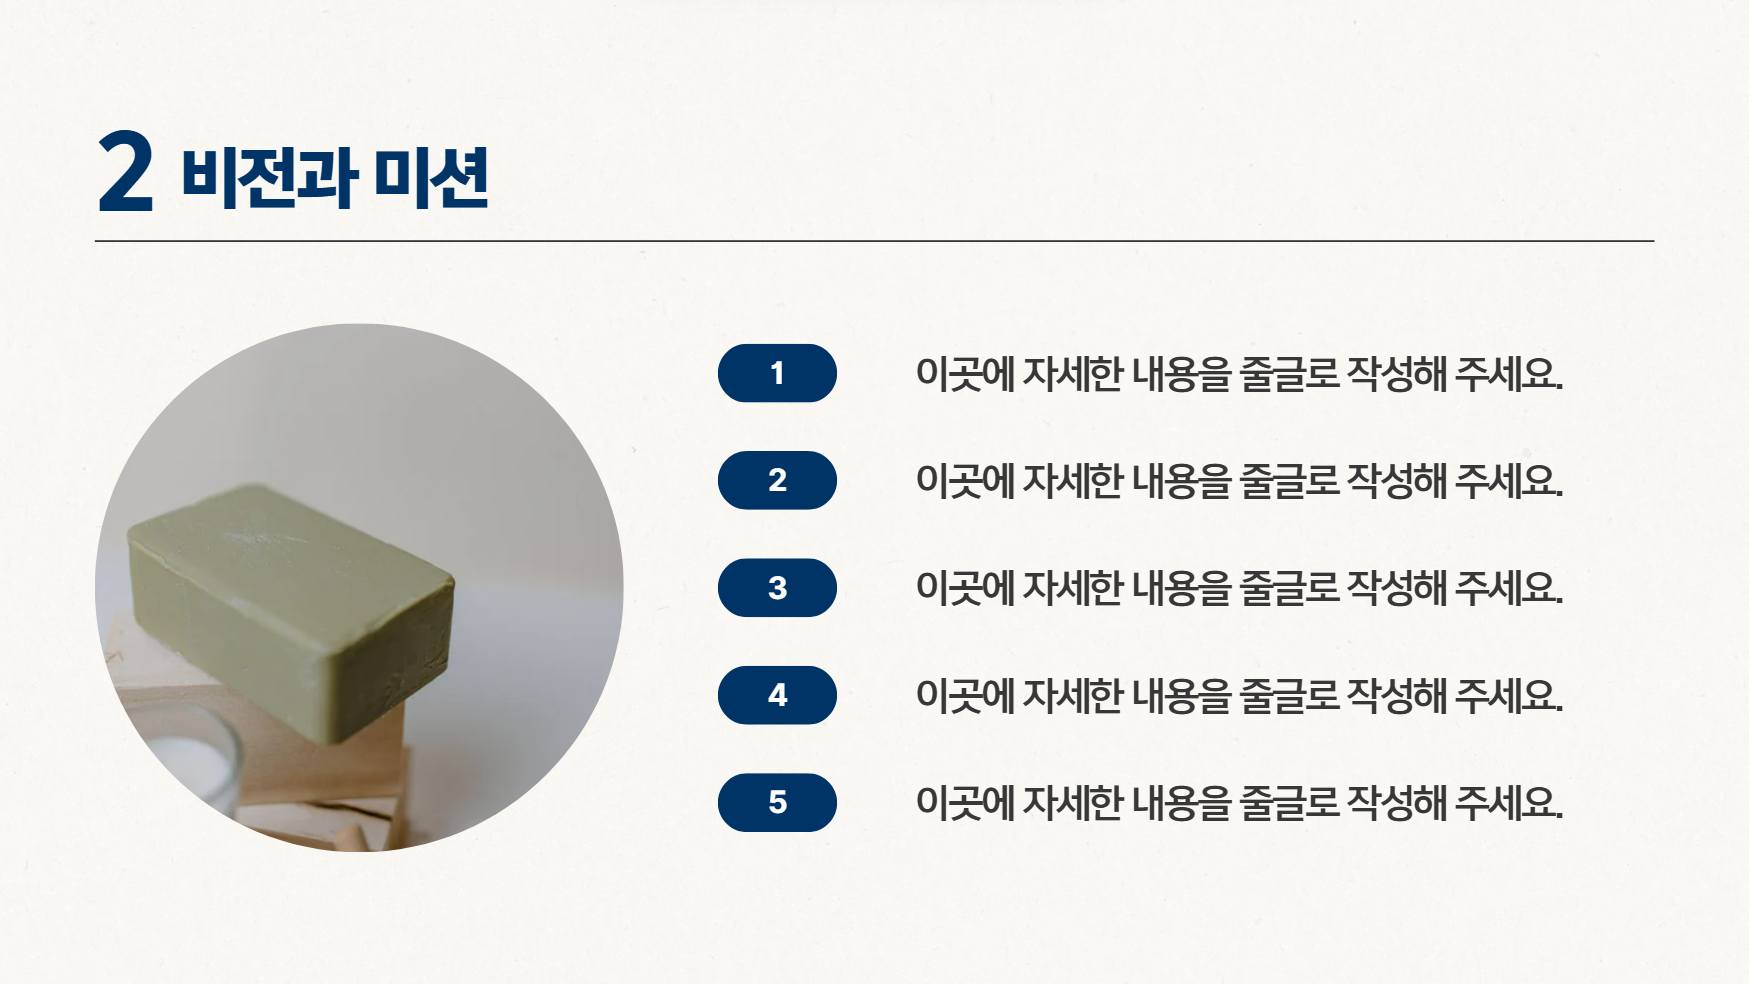 2 비전과 미션
1 이곳에 자세한 내용을 줄글로 작성해 주세요.
2 이곳에 자세한 내용을 줄글로 작성해 주세요.
3 이곳에 자세한 내용을 줄글로 작성해 주세요.
4 이곳에 자세한 내용을 줄글로 작성해 주세요.
5 이곳에 자세한 내용을 줄글로 작성해 주세요.